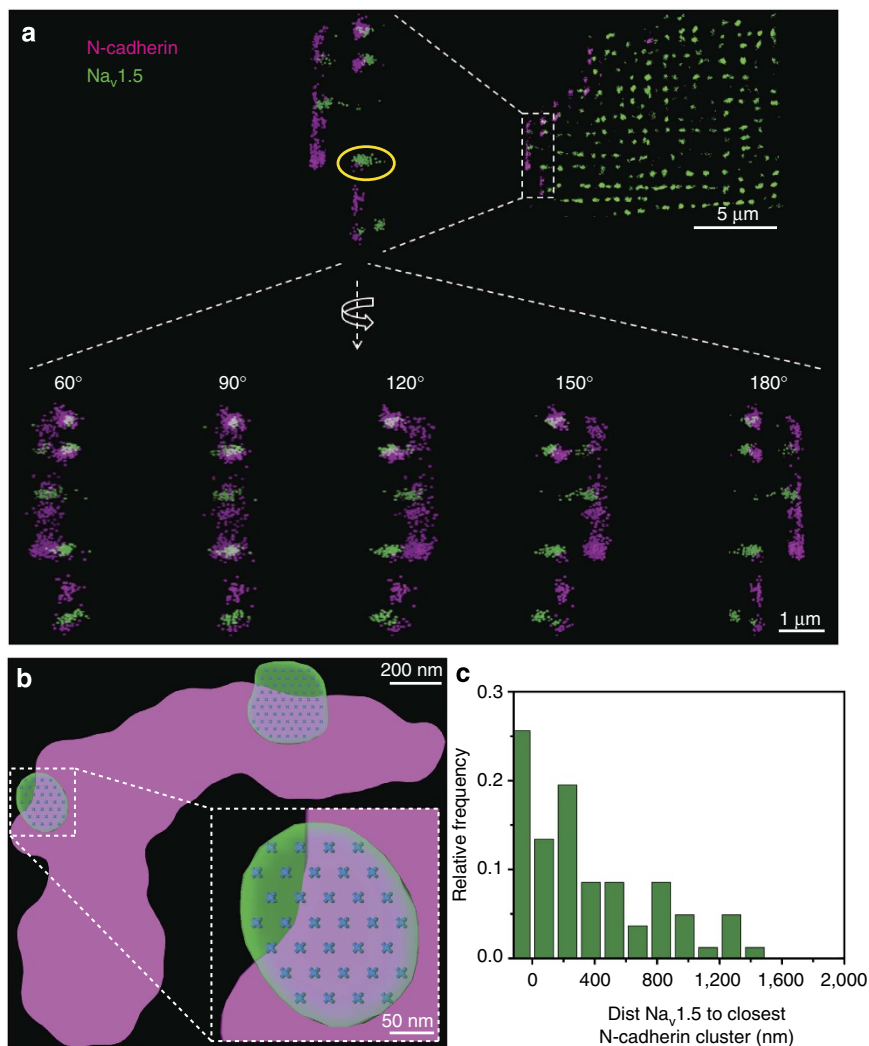 a
N-cadherin
Naᵥ1.5
5 μm
60° 90° 120° 150° 180°
1 μm
b
200 nm
50 nm
c
0.3
0.2
0.1
0.0
Relative frequency
0 400 800 1,200 1,600 2,000
Dist Naᵥ1.5 to closest
N-cadherin cluster (nm)